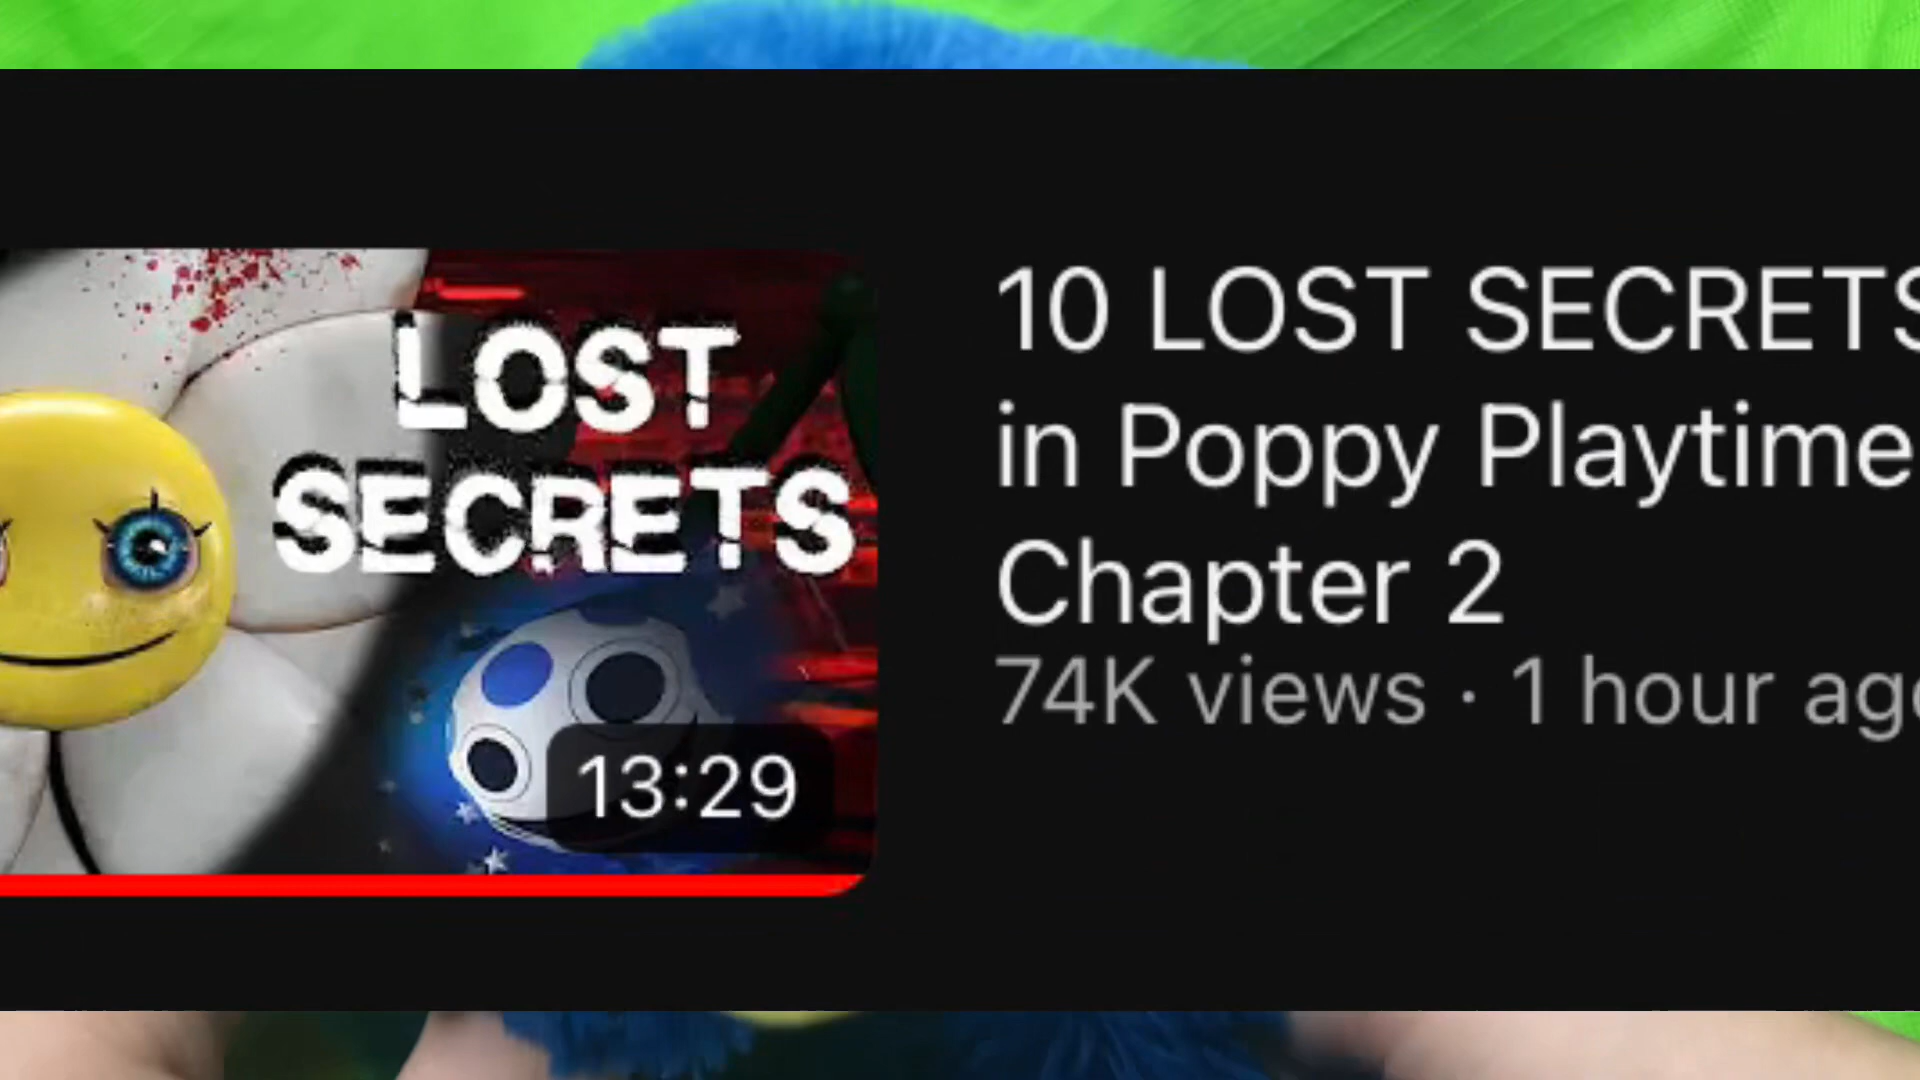 LOST
SECRETS
13:29
10 LOST SECRETS
in Poppy Playtime
Chapter 2
74K views · 1 hour ago